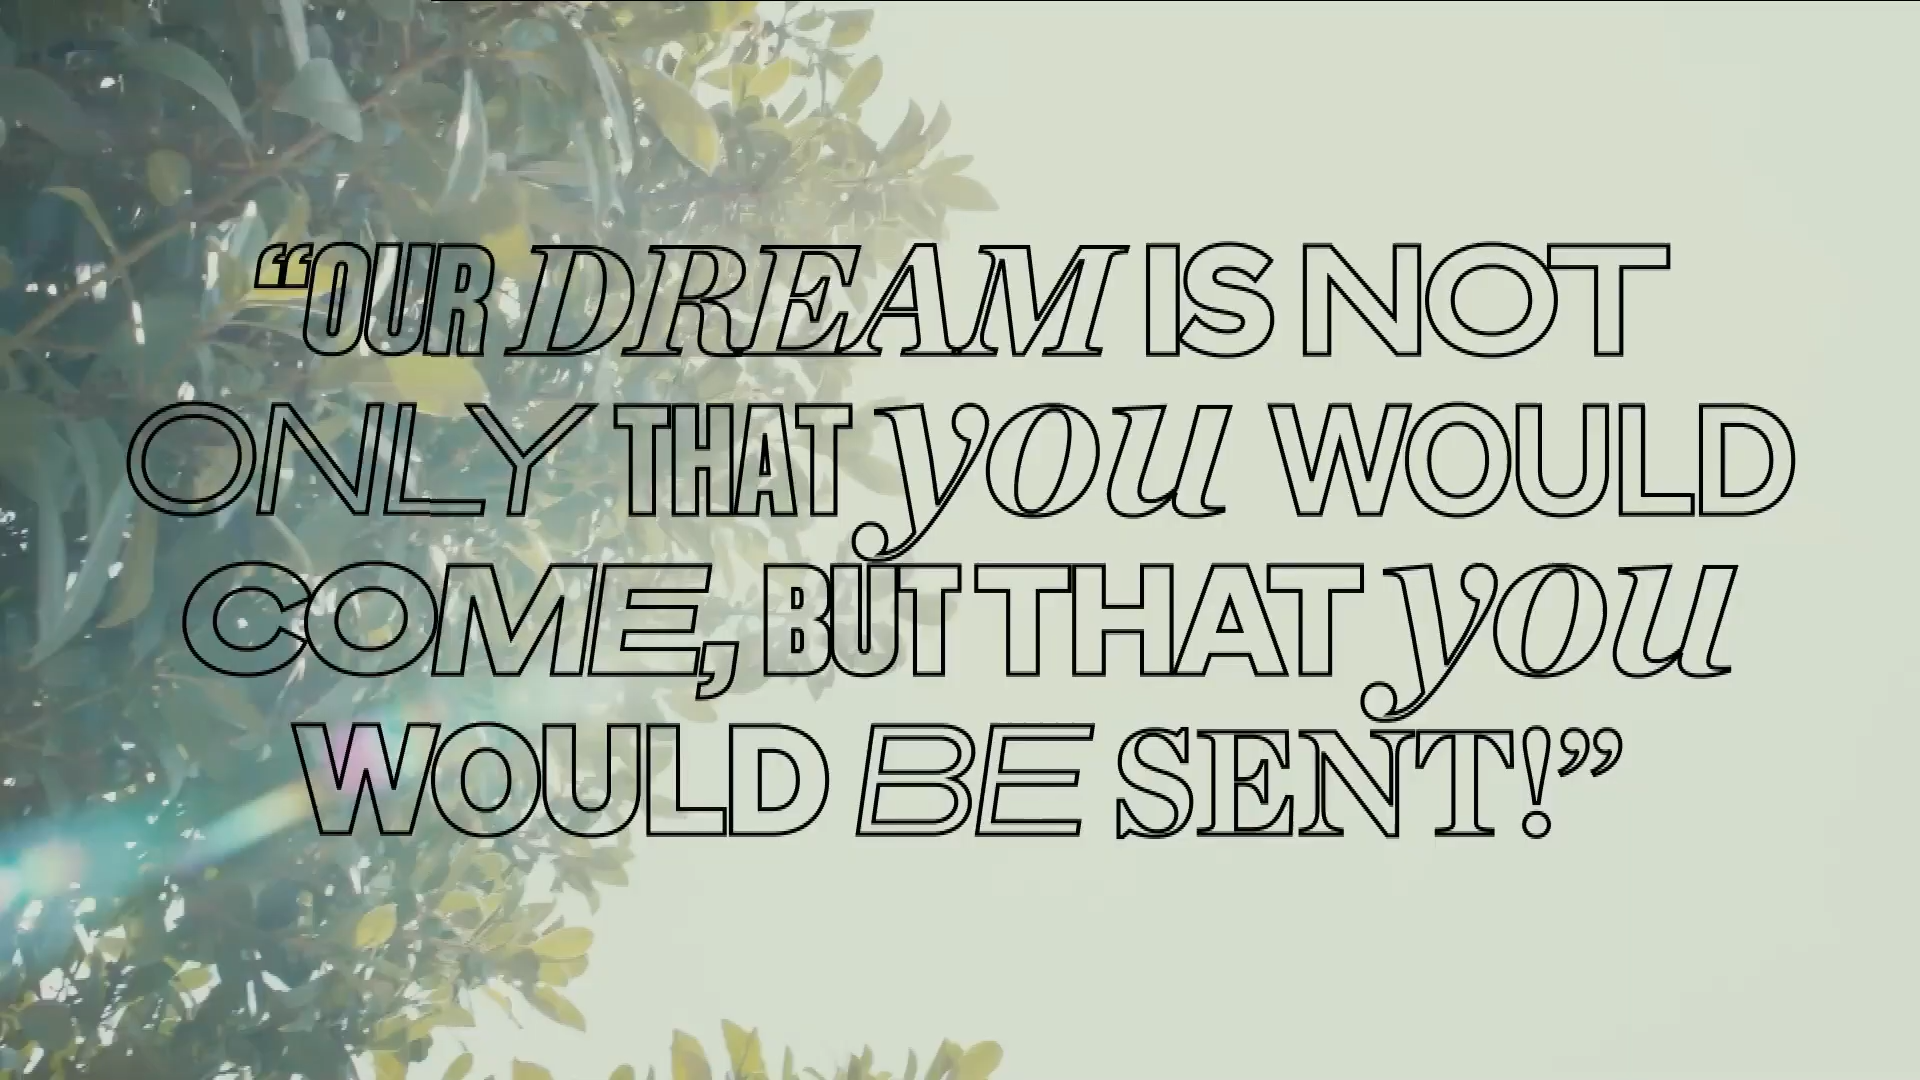 “OUR DREAM IS NOT
ONLY THAT you WOULD
COME, BUT THAT you
WOULD BE SENT!”